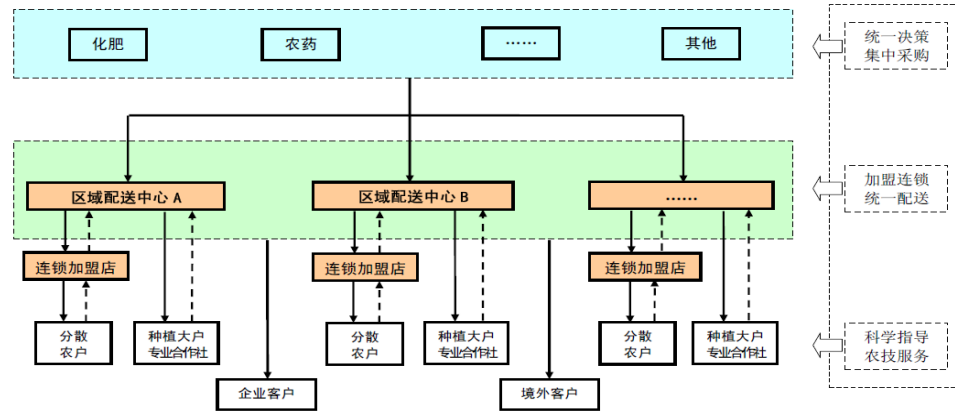 化肥
农药
……
其他
统一决策
集中采购
区域配送中心 A
区域配送中心 B
……
加盟连锁
统一配送
连锁加盟店
连锁加盟店
连锁加盟店
分散
农户
种植大户
专业合作社
分散
农户
种植大户
专业合作社
分散
农户
种植大户
专业合作社
科学指导
农技服务
企业客户
境外客户